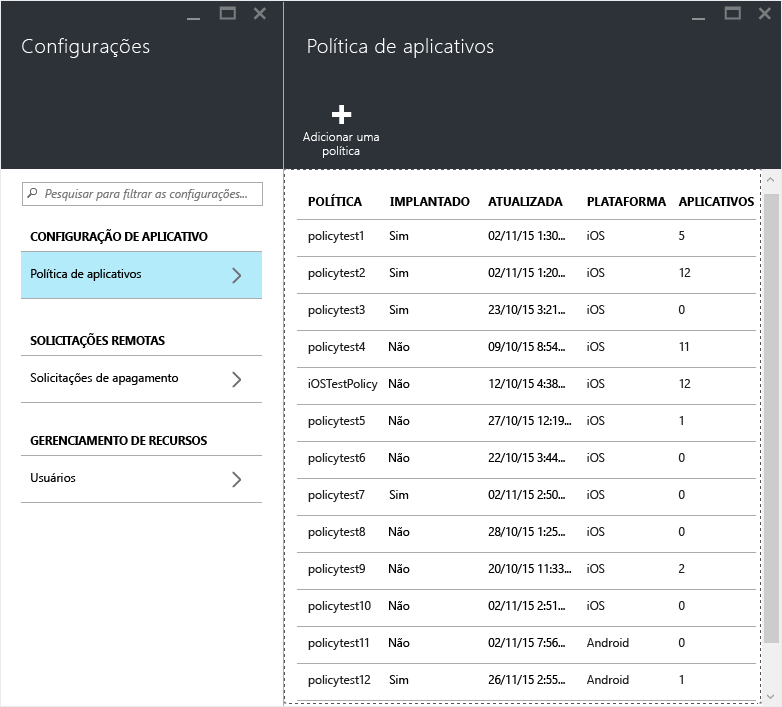 Configurações
Pesquisar para filtrar as configurações...
CONFIGURAÇÃO DE APLICATIVO
Política de aplicativos
SOLICITAÇÕES REMOTAS
Solicitações de apagamento
GERENCIAMENTO DE RECURSOS
Usuários
Política de aplicativos
Adicionar uma
política
POLÍTICA IMPLANTADO ATUALIZADA PLATAFORMA APLICATIVOS
policytest1 Sim 02/11/15 1:30... iOS 5
policytest2 Sim 02/11/15 1:20... iOS 12
policytest3 Sim 23/10/15 3:21... iOS 0
policytest4 Não 09/10/15 8:54... iOS 11
iOSTestPolicy Não 12/10/15 4:38... iOS 12
policytest5 Não 27/10/15 12:19... iOS 1
policytest6 Não 22/10/15 3:44... iOS 0
policytest7 Sim 02/11/15 2:50... iOS 0
policytest8 Não 28/10/15 1:25... iOS 0
policytest9 Não 20/10/15 11:33... iOS 2
policytest10 Não 02/11/15 2:51... iOS 0
policytest11 Não 02/11/15 7:56... Android 0
policytest12 Sim 26/11/15 2:55... Android 1